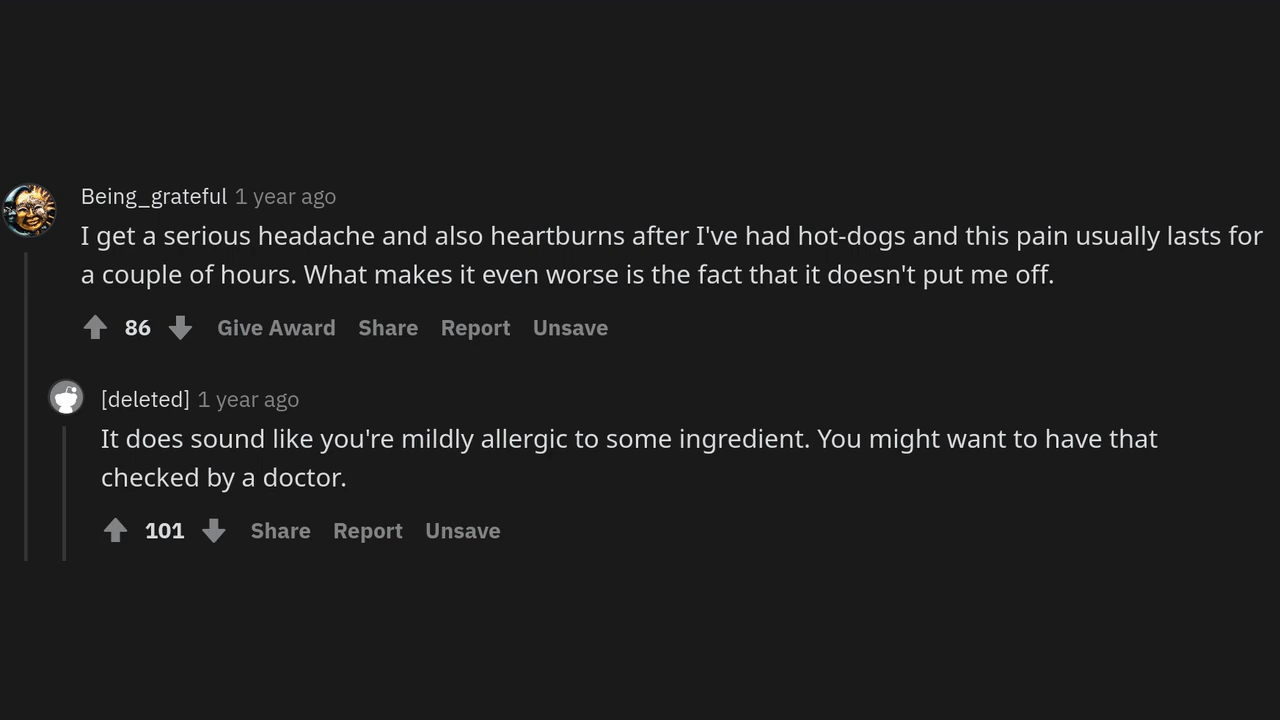 Being_grateful 1 year ago
I get a serious headache and also heartburns after I've had hot-dogs and this pain usually lasts for
a couple of hours. What makes it even worse is the fact that it doesn't put me off.
86 Give Award Share Report Unsave
[deleted] 1 year ago
It does sound like you're mildly allergic to some ingredient. You might want to have that
checked by a doctor.
101 Share Report Unsave